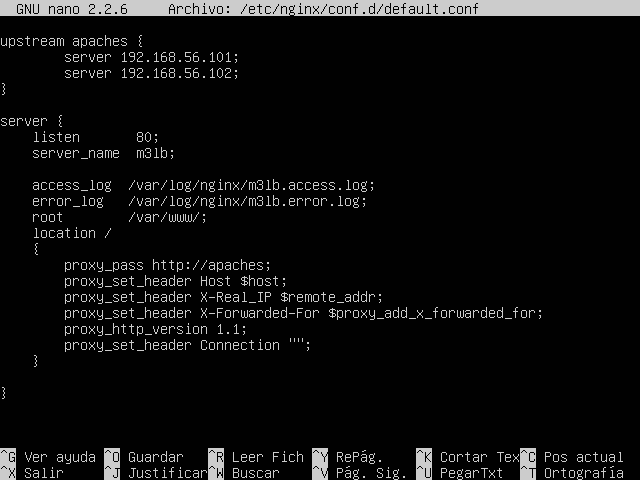 GNU nano 2.2.6     Archivo: /etc/nginx/conf.d/default.conf
upstream apaches {
        server 192.168.56.101;
        server 192.168.56.102;
}
server {
    listen       80;
    server_name  m3lb;
    access_log  /var/log/nginx/m3lb.access.log;
    error_log   /var/log/nginx/m3lb.error.log;
    root        /var/www/;
    location /
    {
        proxy_pass http://apaches;
        proxy_set_header Host $host;
        proxy_set_header X-Real_IP $remote_addr;
        proxy_set_header X-Forwarded-For $proxy_add_x_forwarded_for;
        proxy_http_version 1.1;
        proxy_set_header Connection "";
    }
}
^G Ver ayuda ^O Guardar   ^R Leer Fich ^Y RePág.    ^K Cortar Tex^C Pos actual
^X Salir     ^J Justificar^W Buscar    ^V Pág. Sig. ^U PegarTxt  ^T Ortografía